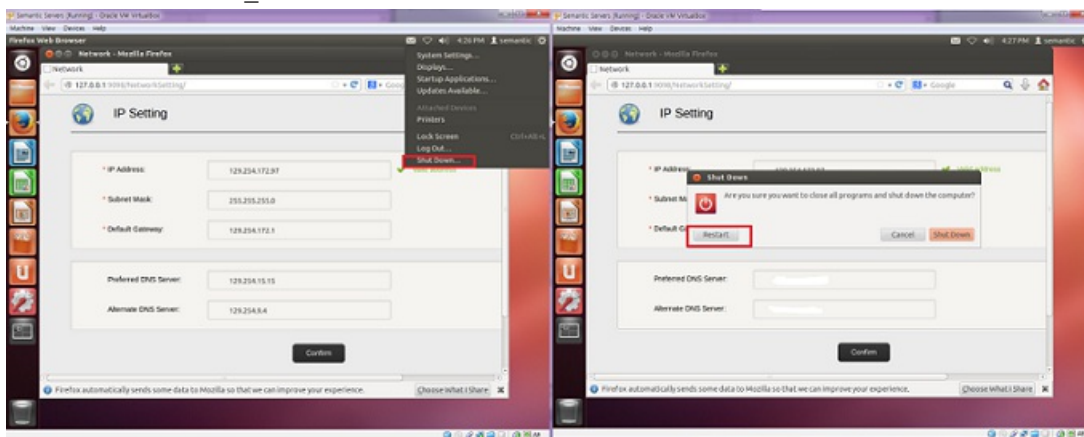 Semantic Servers [Running] - Oracle VM VirtualBox
Machine View Devices Help
Firefox Web Browser
4:26 PM semantic
Network - Mozilla Firefox
Network
127.0.0.1:9098/NetworkSetting/
IP Setting
* IP Address: 129.254.172.97
* Subnet Mask: 255.255.255.0
* Default Gateway: 129.254.172.1
Preferred DNS Server: 129.254.15.15
Alternate DNS Server:
Confirm
Firefox automatically sends some data to Mozilla so that we can improve your experience. Choose What I Share
System Settings...
Displays...
Startup Applications...
Updates Available...
Attached Devices
Printers
Lock Screen Ctrl+Alt+L
Log Out...
Shut Down...
Semantic Servers [Running] - Oracle VM VirtualBox
Machine View Devices Help
4:27 PM semantic
Network - Mozilla Firefox
Network
127.0.0.1:9098/NetworkSetting/ Google
IP Setting
* IP Address:
* Subnet
* Default
Shut Down
Are you sure you want to close all programs and shut down the computer?
Restart Cancel Shut Down
Preferred DNS Server:
Alternate DNS Server:
Confirm
Firefox automatically sends some data to Mozilla so that we can improve your experience. Choose What I Share